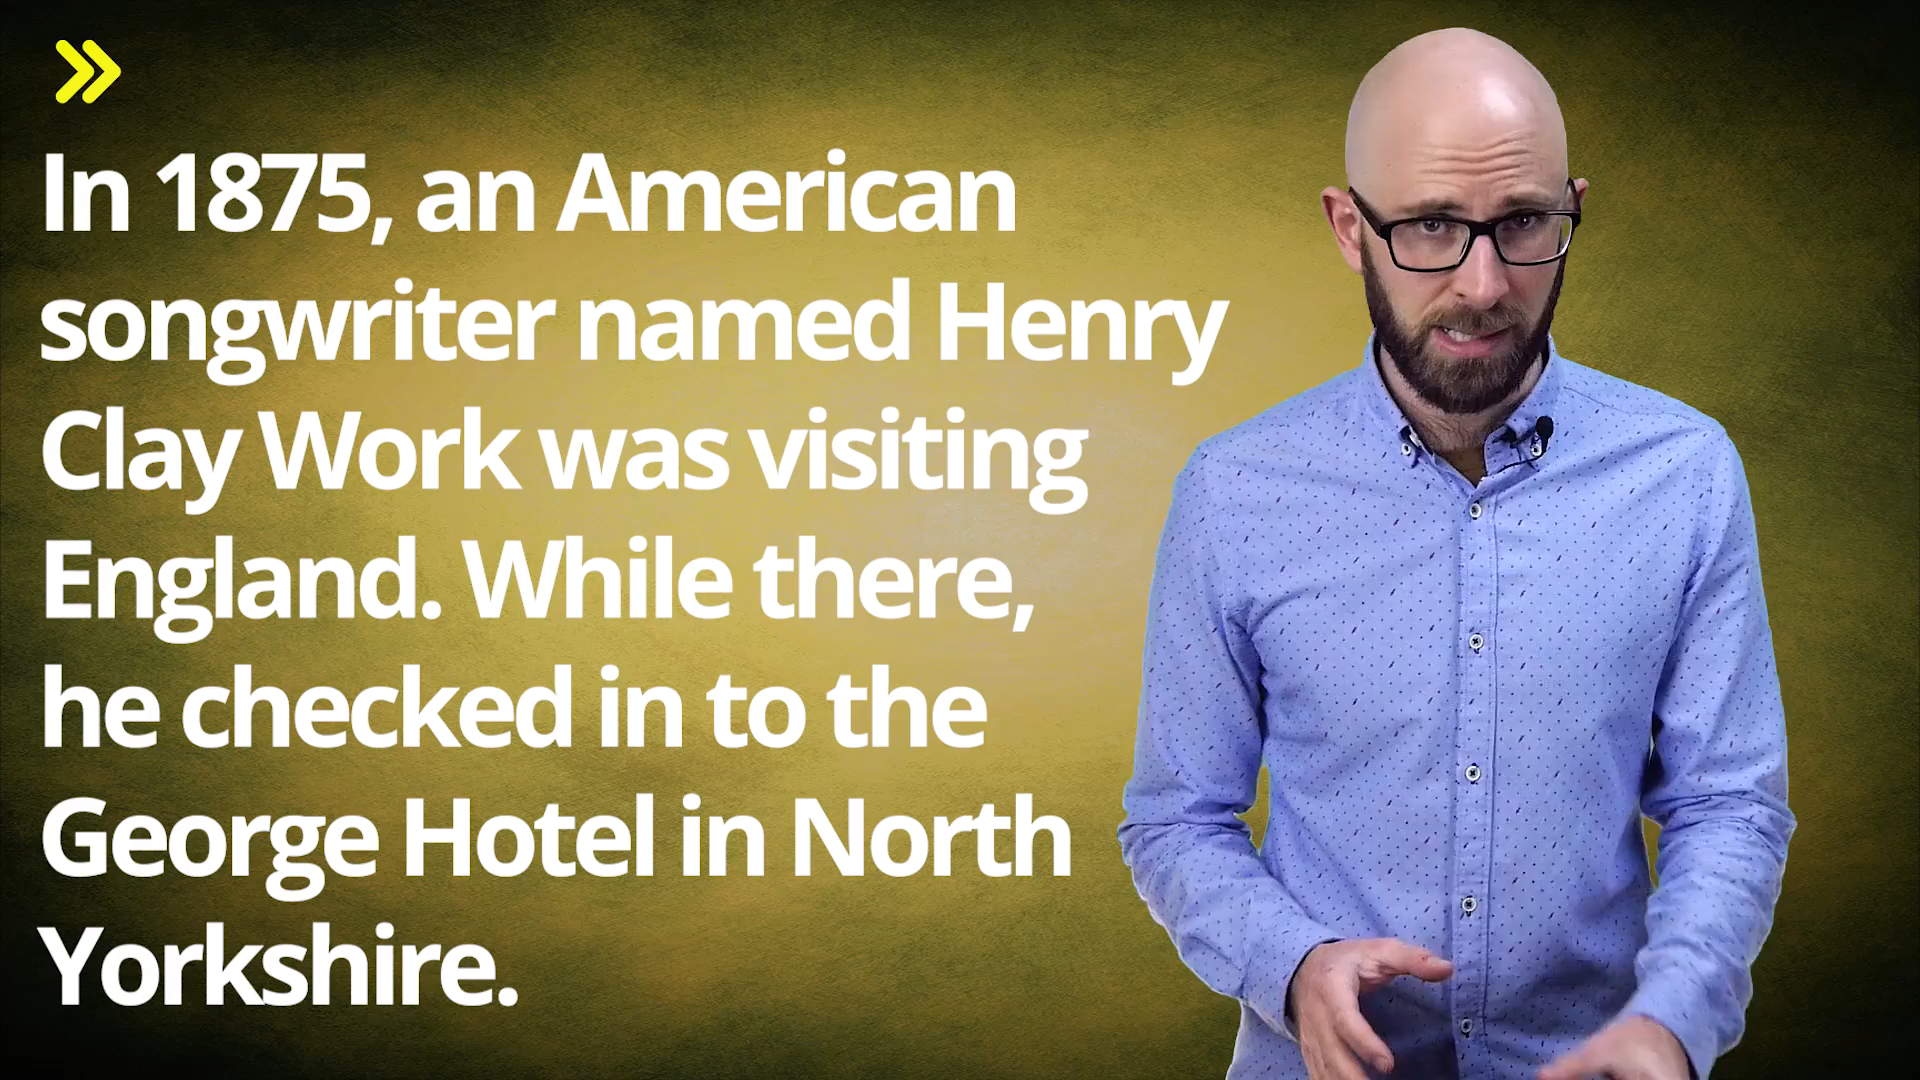 In 1875, an American
songwriter named Henry
Clay Work was visiting
England. While there,
he checked in to the
George Hotel in North
Yorkshire.